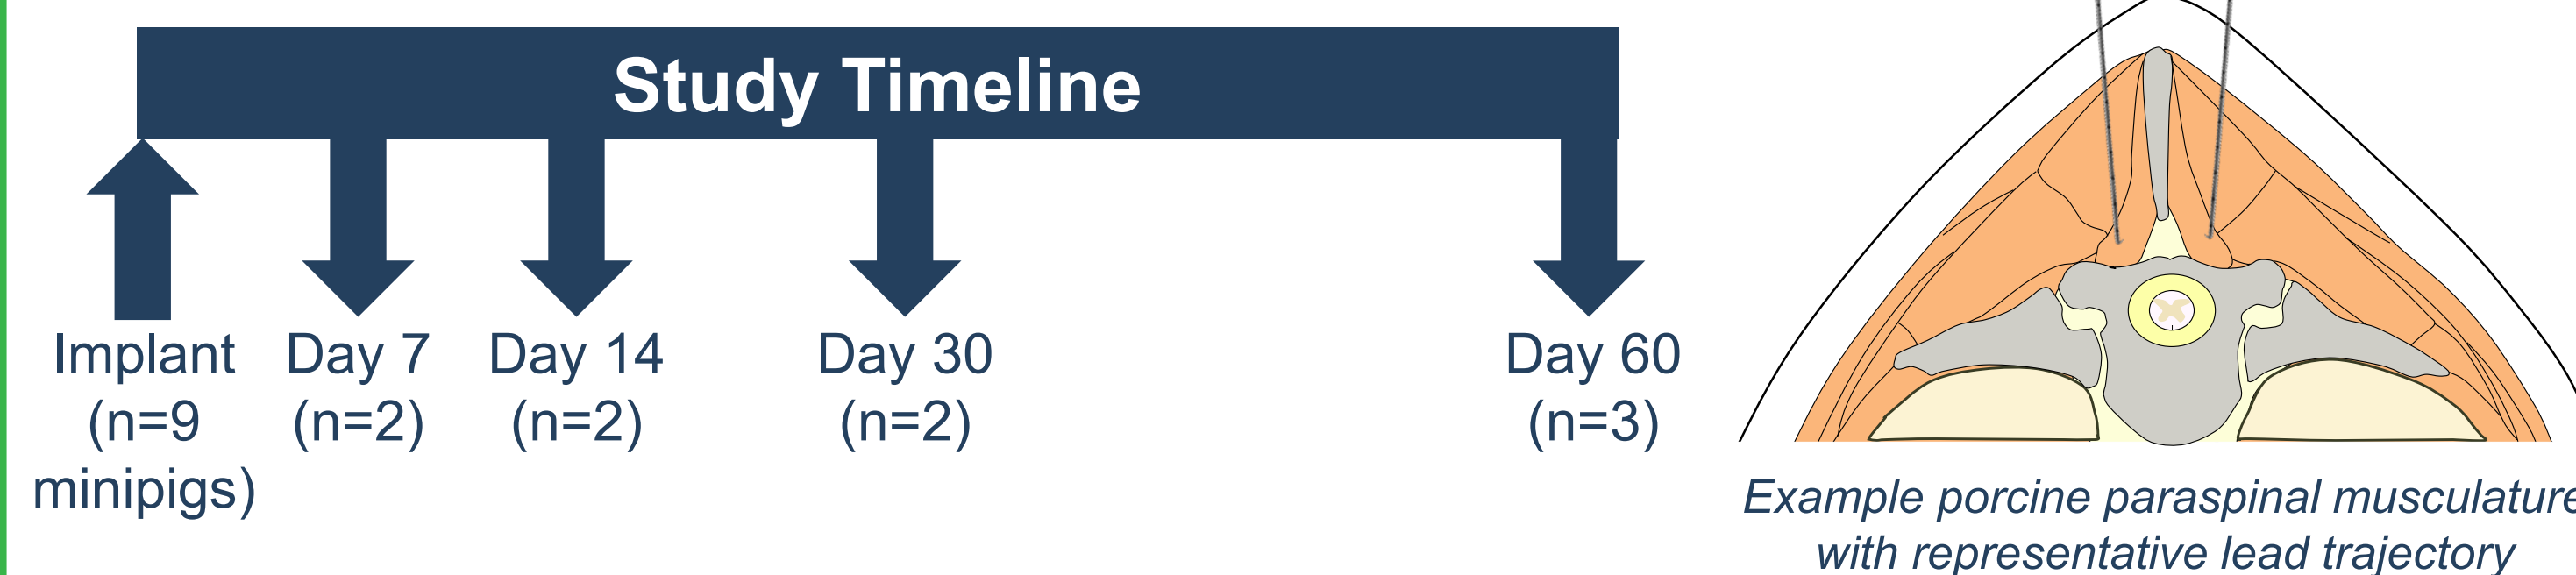 Study Timeline
Implant
(n=9
minipigs)
Day 7
(n=2)
Day 14
(n=2)
Day 30
(n=2)
Day 60
(n=3)
Example porcine paraspinal musculature
with representative lead trajectory